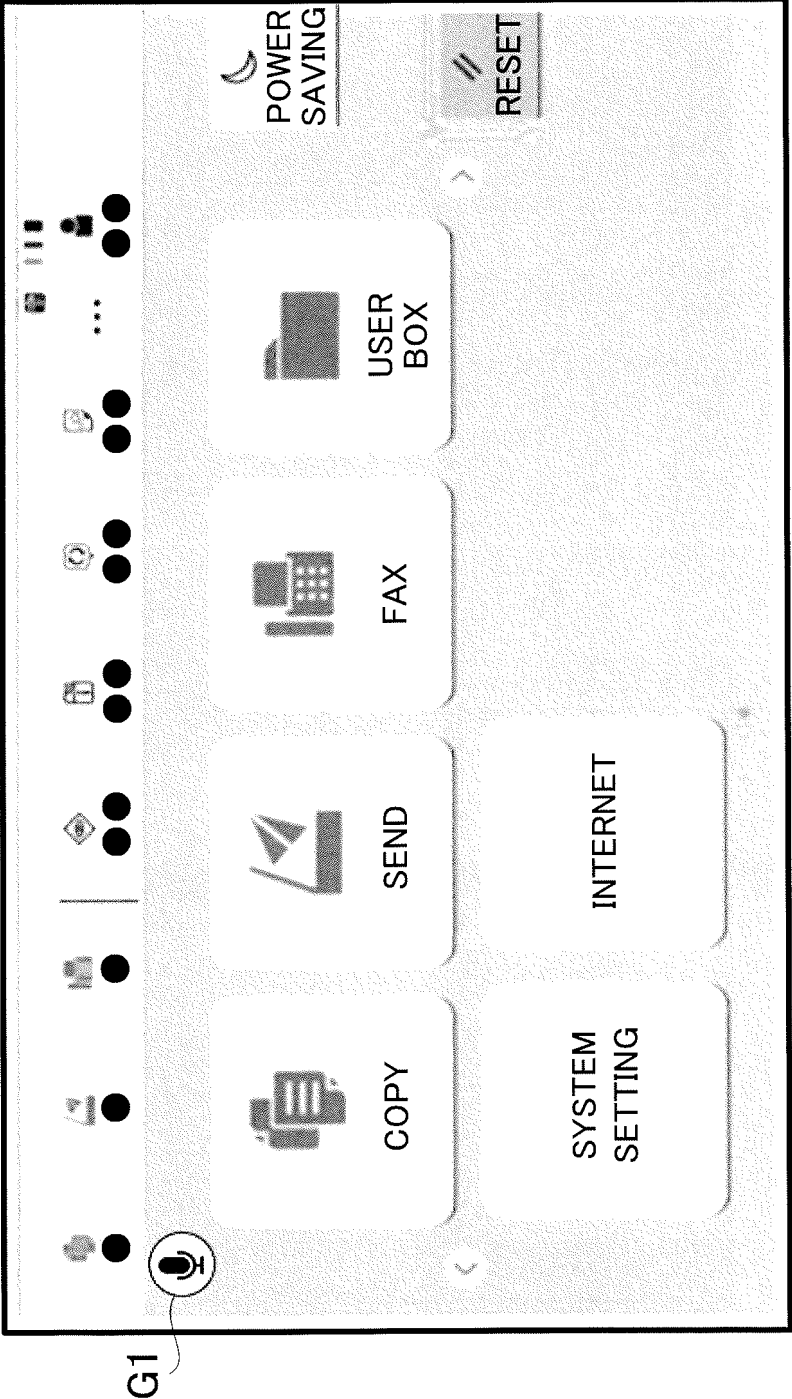 G1
POWER
SAVING
COPY
SEND
FAX
USER
BOX
RESET
SYSTEM
SETTING
INTERNET